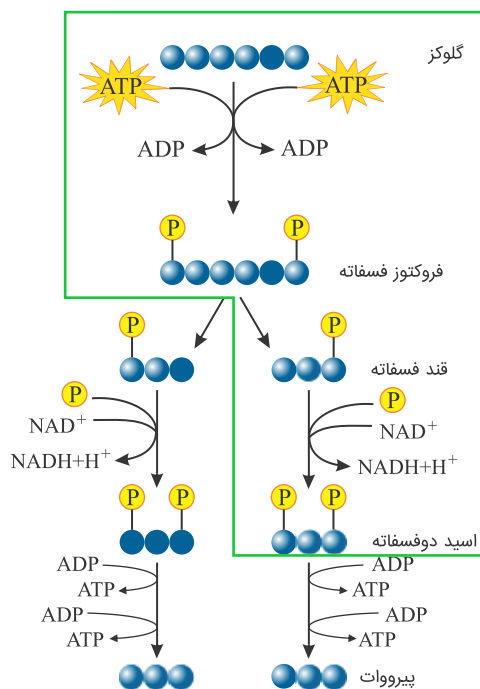 گلوکز
ATP ATP
ADP ADP
P P
فروکتوز فسفاته
P P
قند فسفاته
P P
NAD⁺ NAD⁺
NADH+H⁺ NADH+H⁺
P P P P
اسید دوفسفاته
ADP ADP
ATP ATP
ADP ADP
ATP ATP
پیرووات